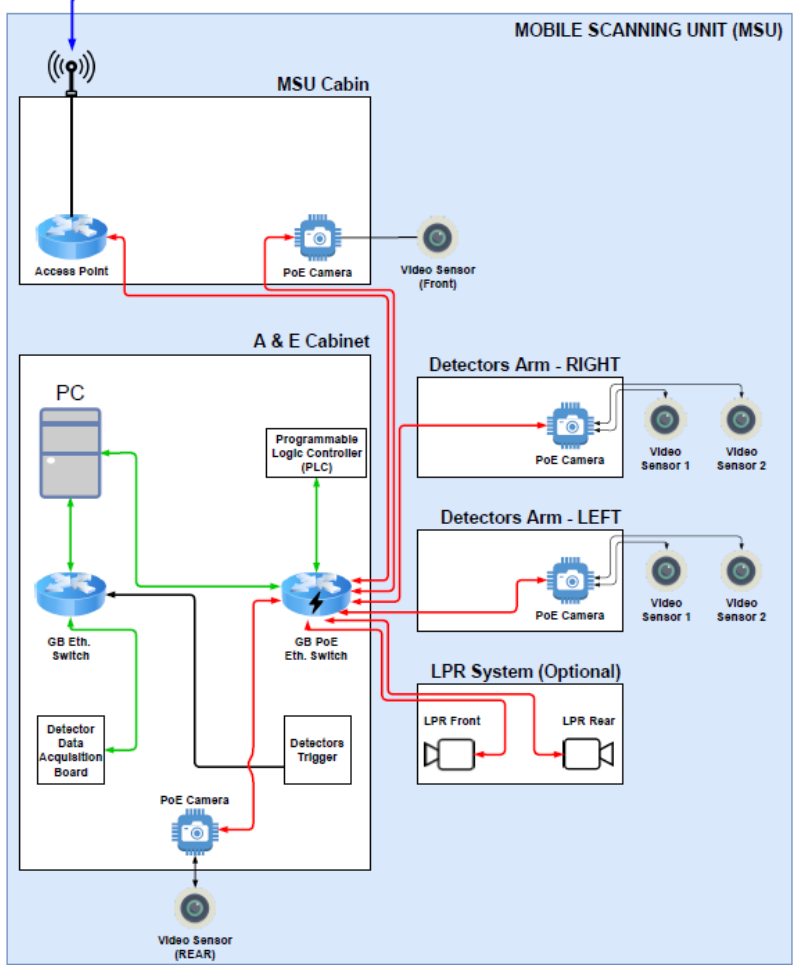 MOBILE SCANNING UNIT (MSU)
MSU Cabin
Access Point
PoE Camera
Video Sensor
(Front)
A & E Cabinet
PC
Programmable
Logic Controller
(PLC)
GB Eth.
Switch
GB PoE
Eth. Switch
Detector
Data
Acquisition
Board
Detectors
Trigger
PoE Camera
Video Sensor
(REAR)
Detectors Arm - RIGHT
PoE Camera
Video
Sensor 1
Video
Sensor 2
Detectors Arm - LEFT
PoE Camera
Video
Sensor 1
Video
Sensor 2
LPR System (Optional)
LPR Front
LPR Rear